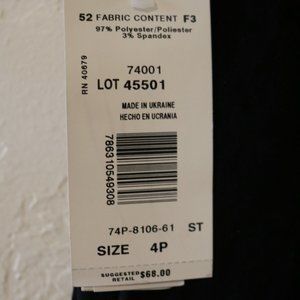 52 FABRIC CONTENT F3
97% Polyester/Poliester
3% Spandex
RN 40679
74001
LOT 45501
MADE IN UKRAINE
HECHO EN UCRANIA
786310549308
74P-8106-61 ST
SIZE 4P
SUGGESTED RETAIL $68.00